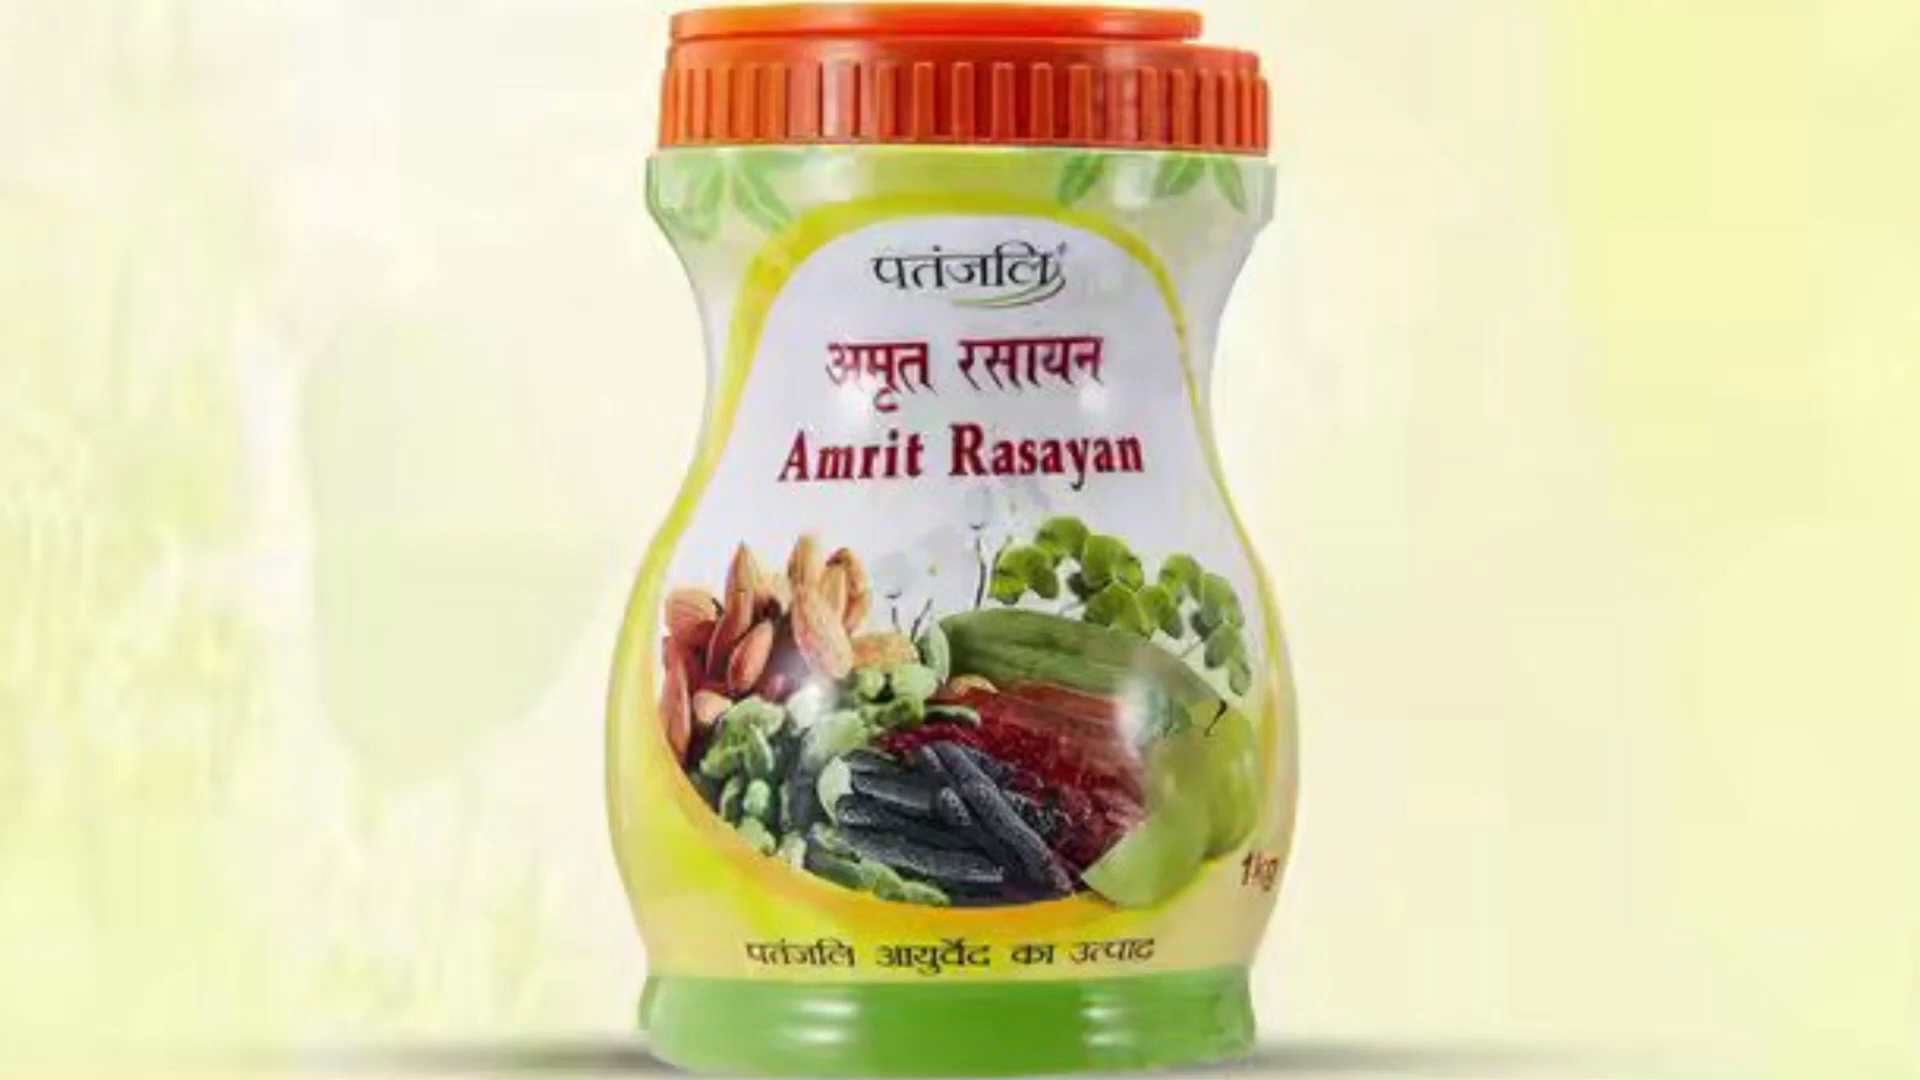 पतंजलि
अमृत रसायन
Amrit Rasayan
1kg
पतंजलि आयुर्वेद का उत्पाद